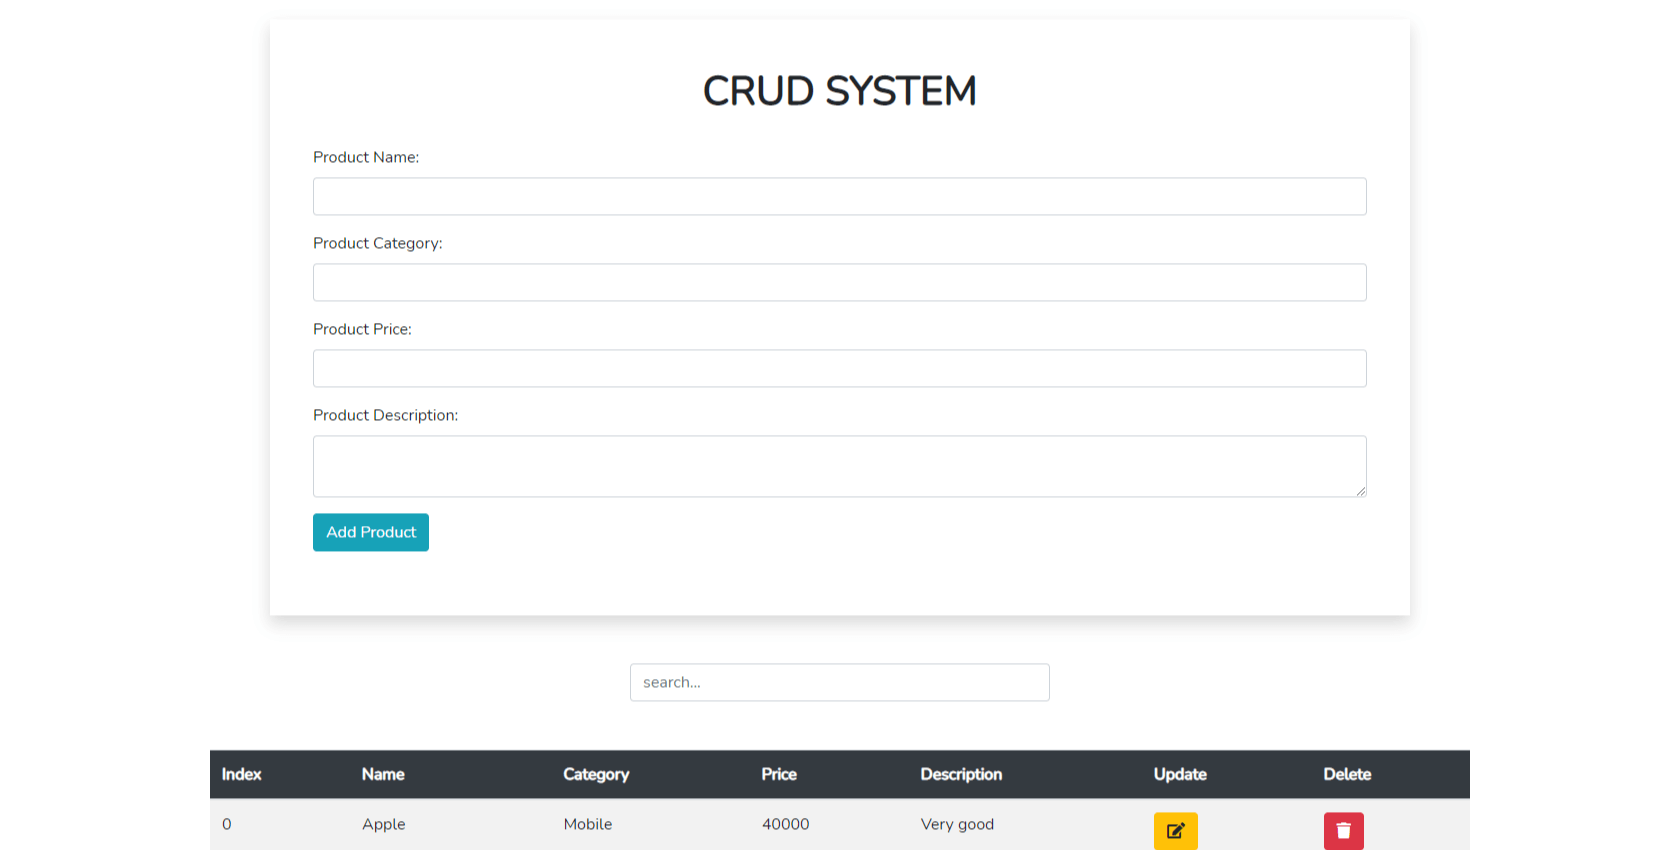 CRUD SYSTEM
Product Name:
Product Category:
Product Price:
Product Description:
Add Product
search...
Index Name Category Price Description Update Delete
0 Apple Mobile 40000 Very good